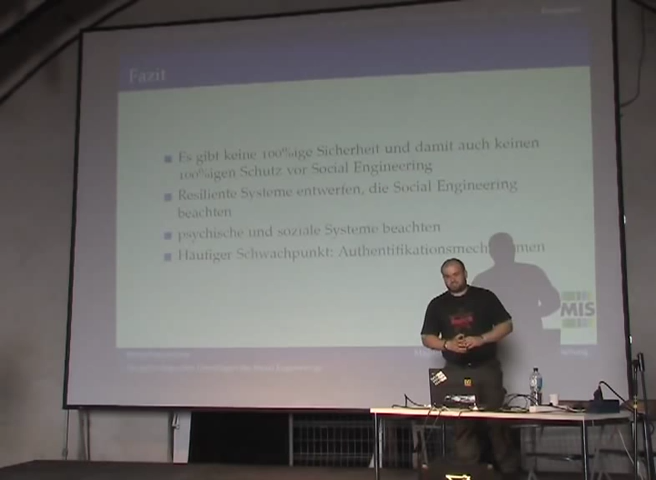 Fazit
Es gibt keine 100%ige Sicherheit und damit auch keinen
100%igen Schutz vor Social Engineering
Resiliente Systeme entwerfen, die Social Engineering
beachten
psychische und soziale Systeme beachten
Häufiger Schwachpunkt: Authentifikationsmech
MIS